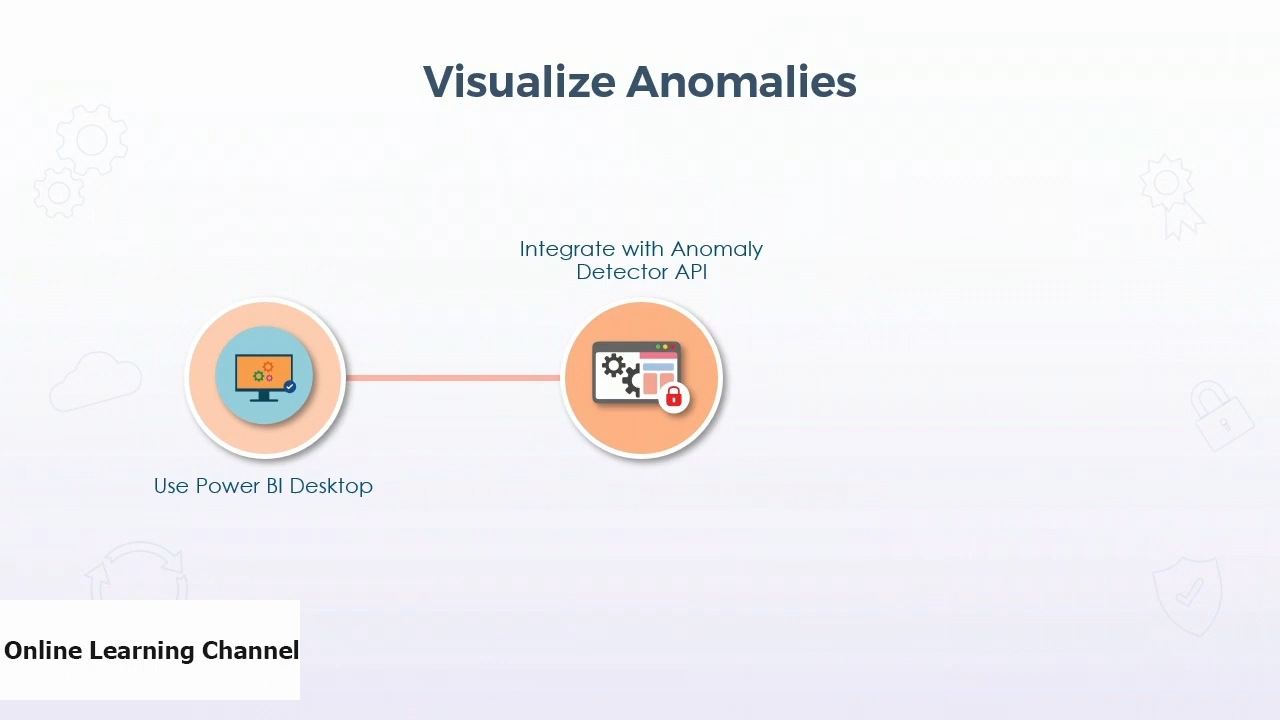 Visualize Anomalies
Integrate with Anomaly
Detector API
Use Power BI Desktop
Online Learning Channel